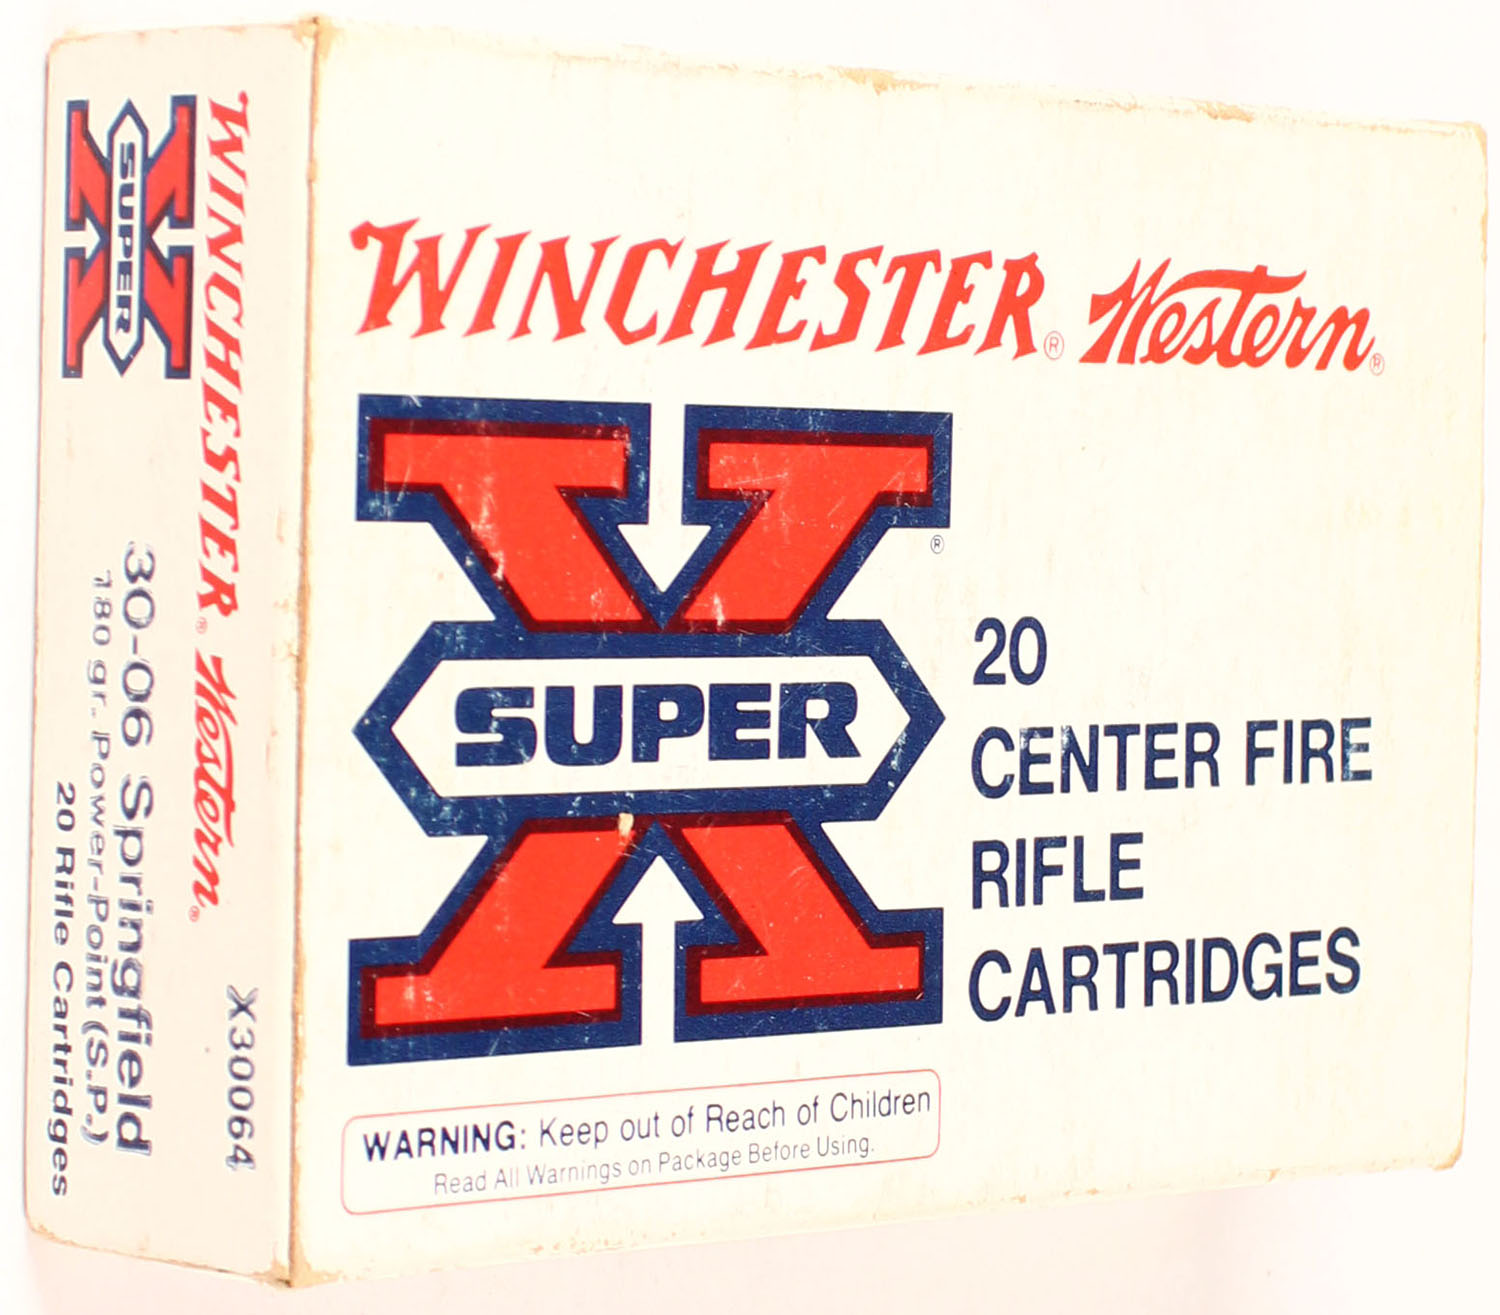 WINCHESTER® Western®
SUPER X®
20
CENTER FIRE
RIFLE
CARTRIDGES
WARNING: Keep out of Reach of Children
Read All Warnings on Package Before Using.
WINCHESTER® Western®
X30064
SUPER X
30-06 Springfield
180 gr. Power-Point (S.P.)
20 Rifle Cartridges